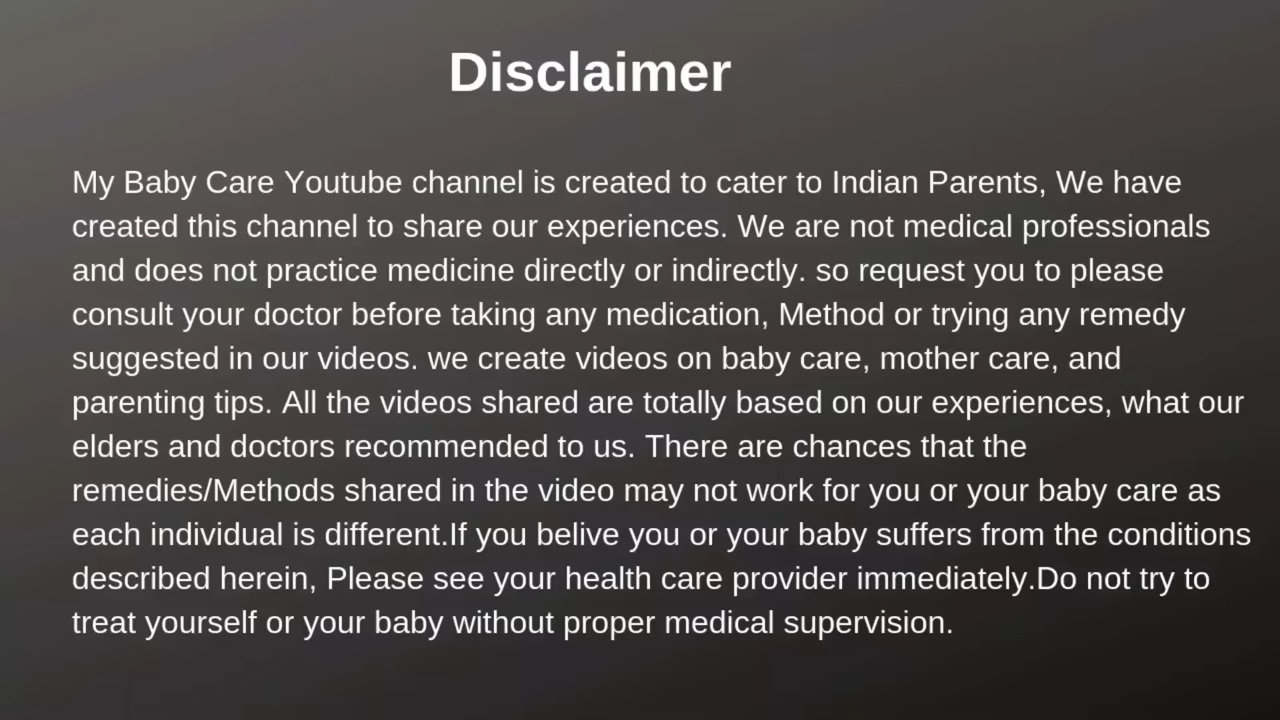 Disclaimer
My Baby Care Youtube channel is created to cater to Indian Parents, We have
created this channel to share our experiences. We are not medical professionals
and does not practice medicine directly or indirectly. so request you to please
consult your doctor before taking any medication, Method or trying any remedy
suggested in our videos. we create videos on baby care, mother care, and
parenting tips. All the videos shared are totally based on our experiences, what our
elders and doctors recommended to us. There are chances that the
remedies/Methods shared in the video may not work for you or your baby care as
each individual is different.If you belive you or your baby suffers from the conditions
described herein, Please see your health care provider immediately.Do not try to
treat yourself or your baby without proper medical supervision.